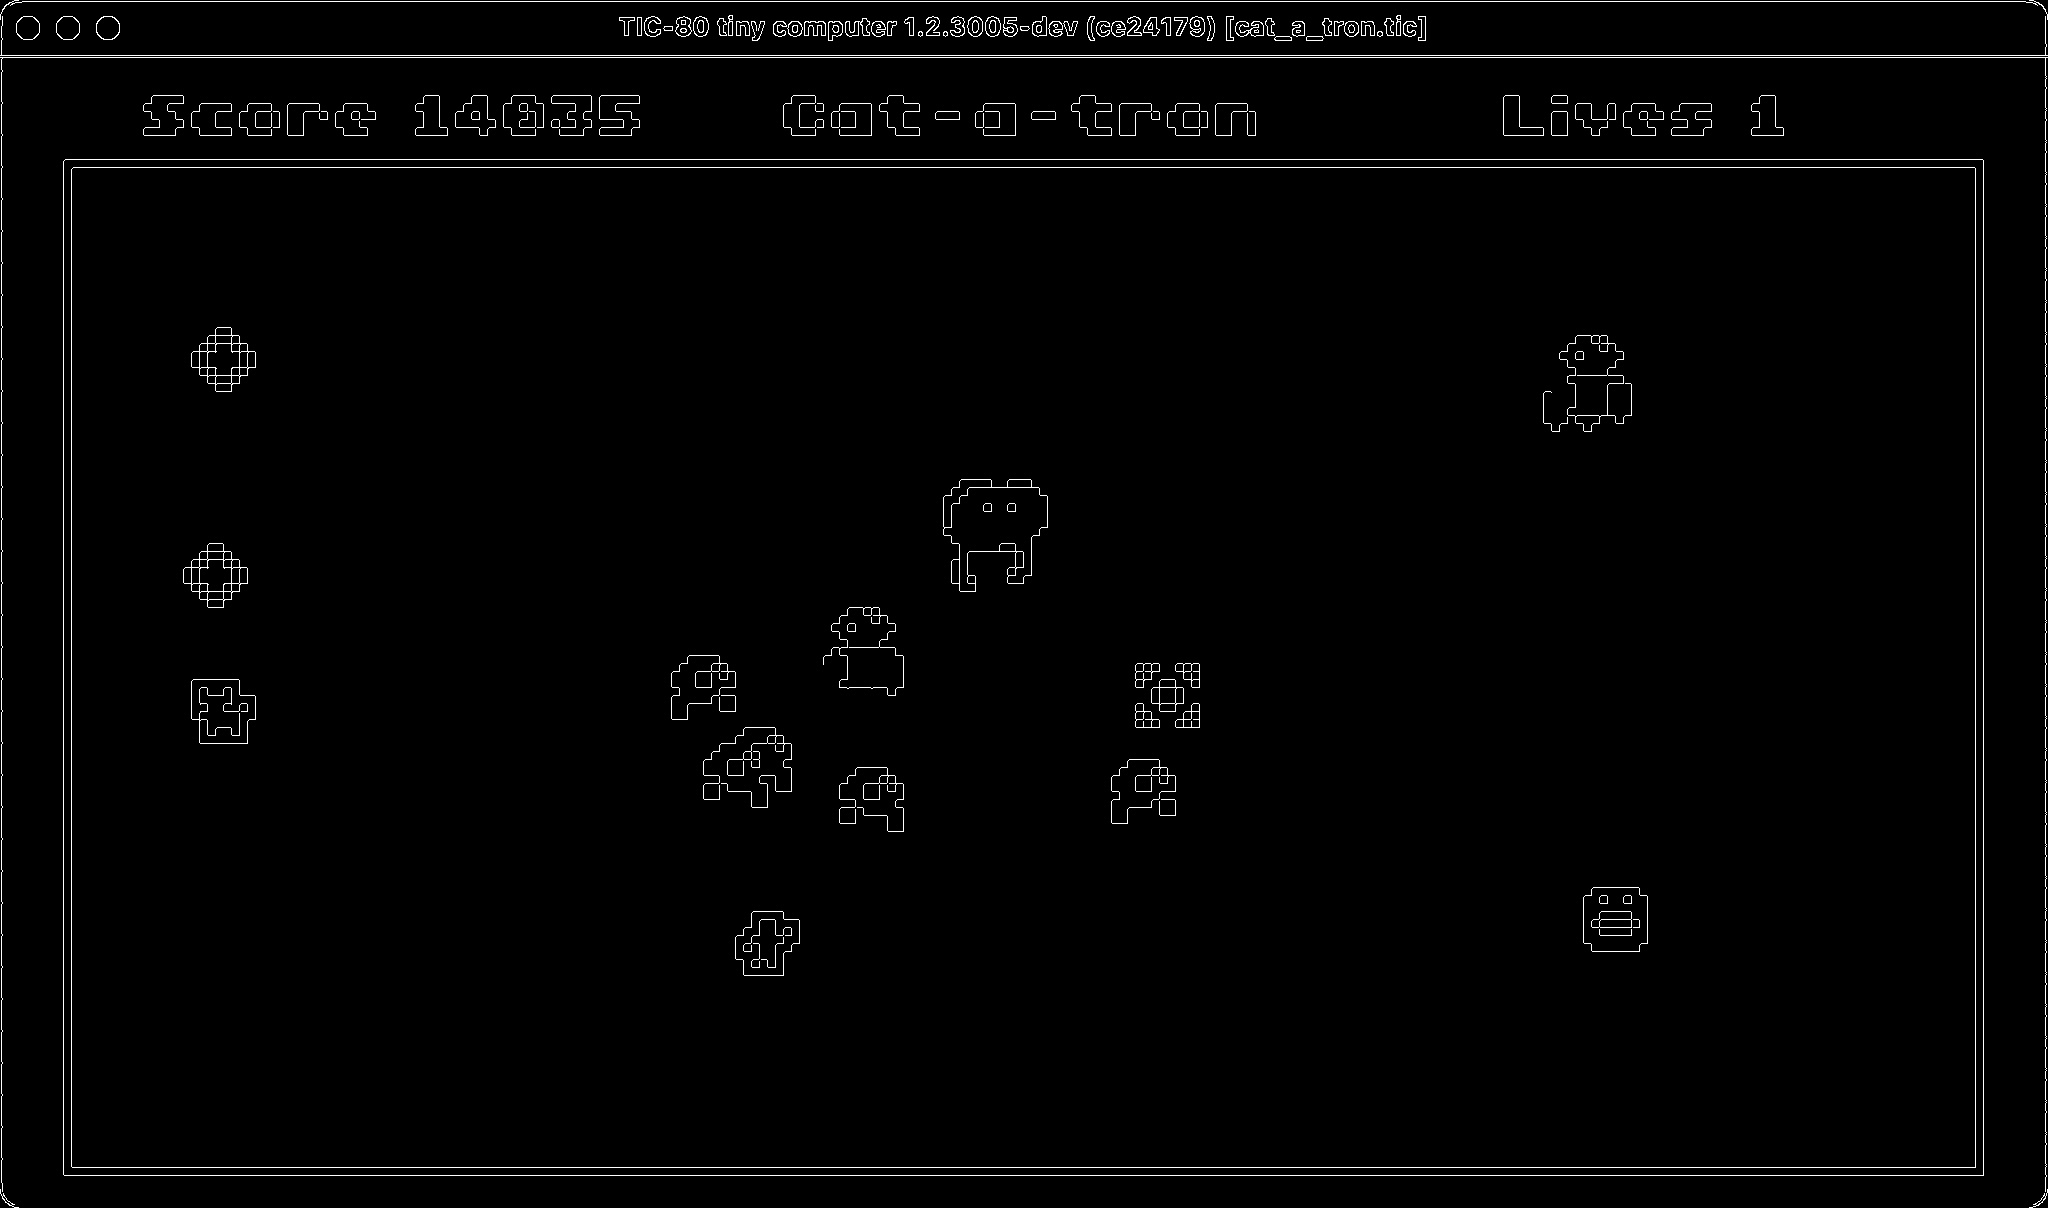 TIC-80 tiny computer 1.2.3005-dev (ce24179) [cat_a_tron.tic]
Score 14035 Cat-a-tron Lives 1